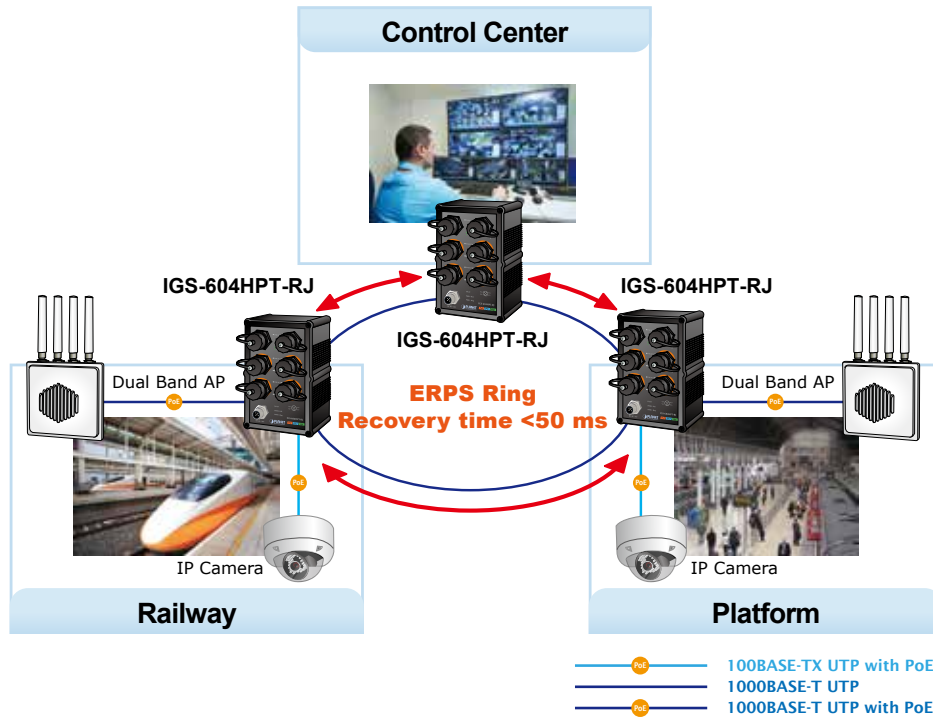 Control Center
IGS-604HPT-RJ
IGS-604HPT-RJ
IGS-604HPT-RJ
Dual Band AP
PoE
ERPS Ring
Recovery time <50 ms
Dual Band AP
PoE
PoE
PoE
IP Camera
IP Camera
Railway
Platform
PoE
100BASE-TX UTP with PoE
1000BASE-T UTP
PoE
1000BASE-T UTP with PoE